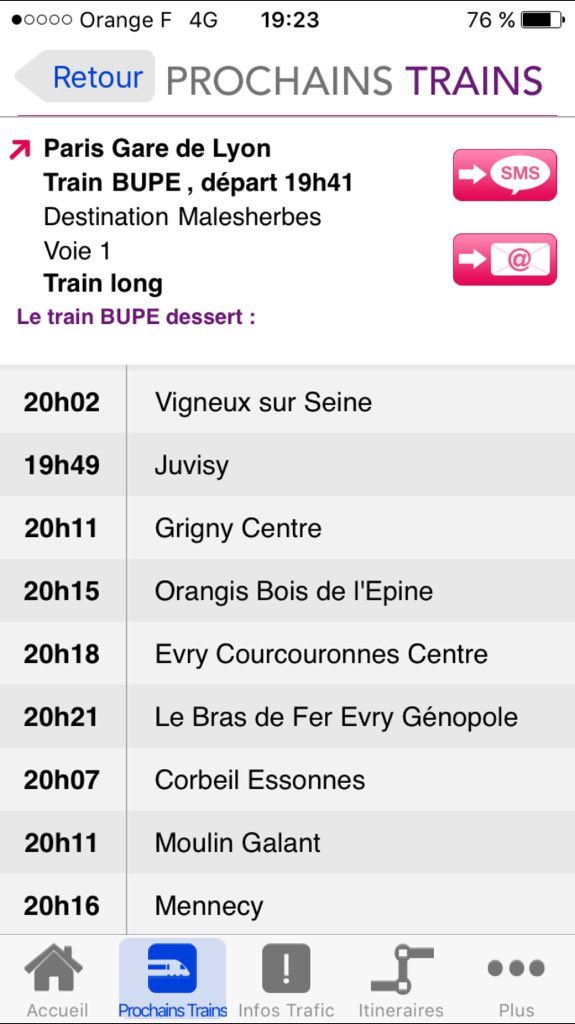 Orange F 4G 19:23 76 %
Retour PROCHAINS TRAINS
Paris Gare de Lyon
Train BUPE , départ 19h41
SMS
Destination Malesherbes
Voie 1
@
Train long
Le train BUPE dessert :
20h02 Vigneux sur Seine
19h49 Juvisy
20h11 Grigny Centre
20h15 Orangis Bois de l'Epine
20h18 Evry Courcouronnes Centre
20h21 Le Bras de Fer Evry Génopole
20h07 Corbeil Essonnes
20h11 Moulin Galant
20h16 Mennecy
Accueil Prochains Trains Infos Trafic Itineraires Plus